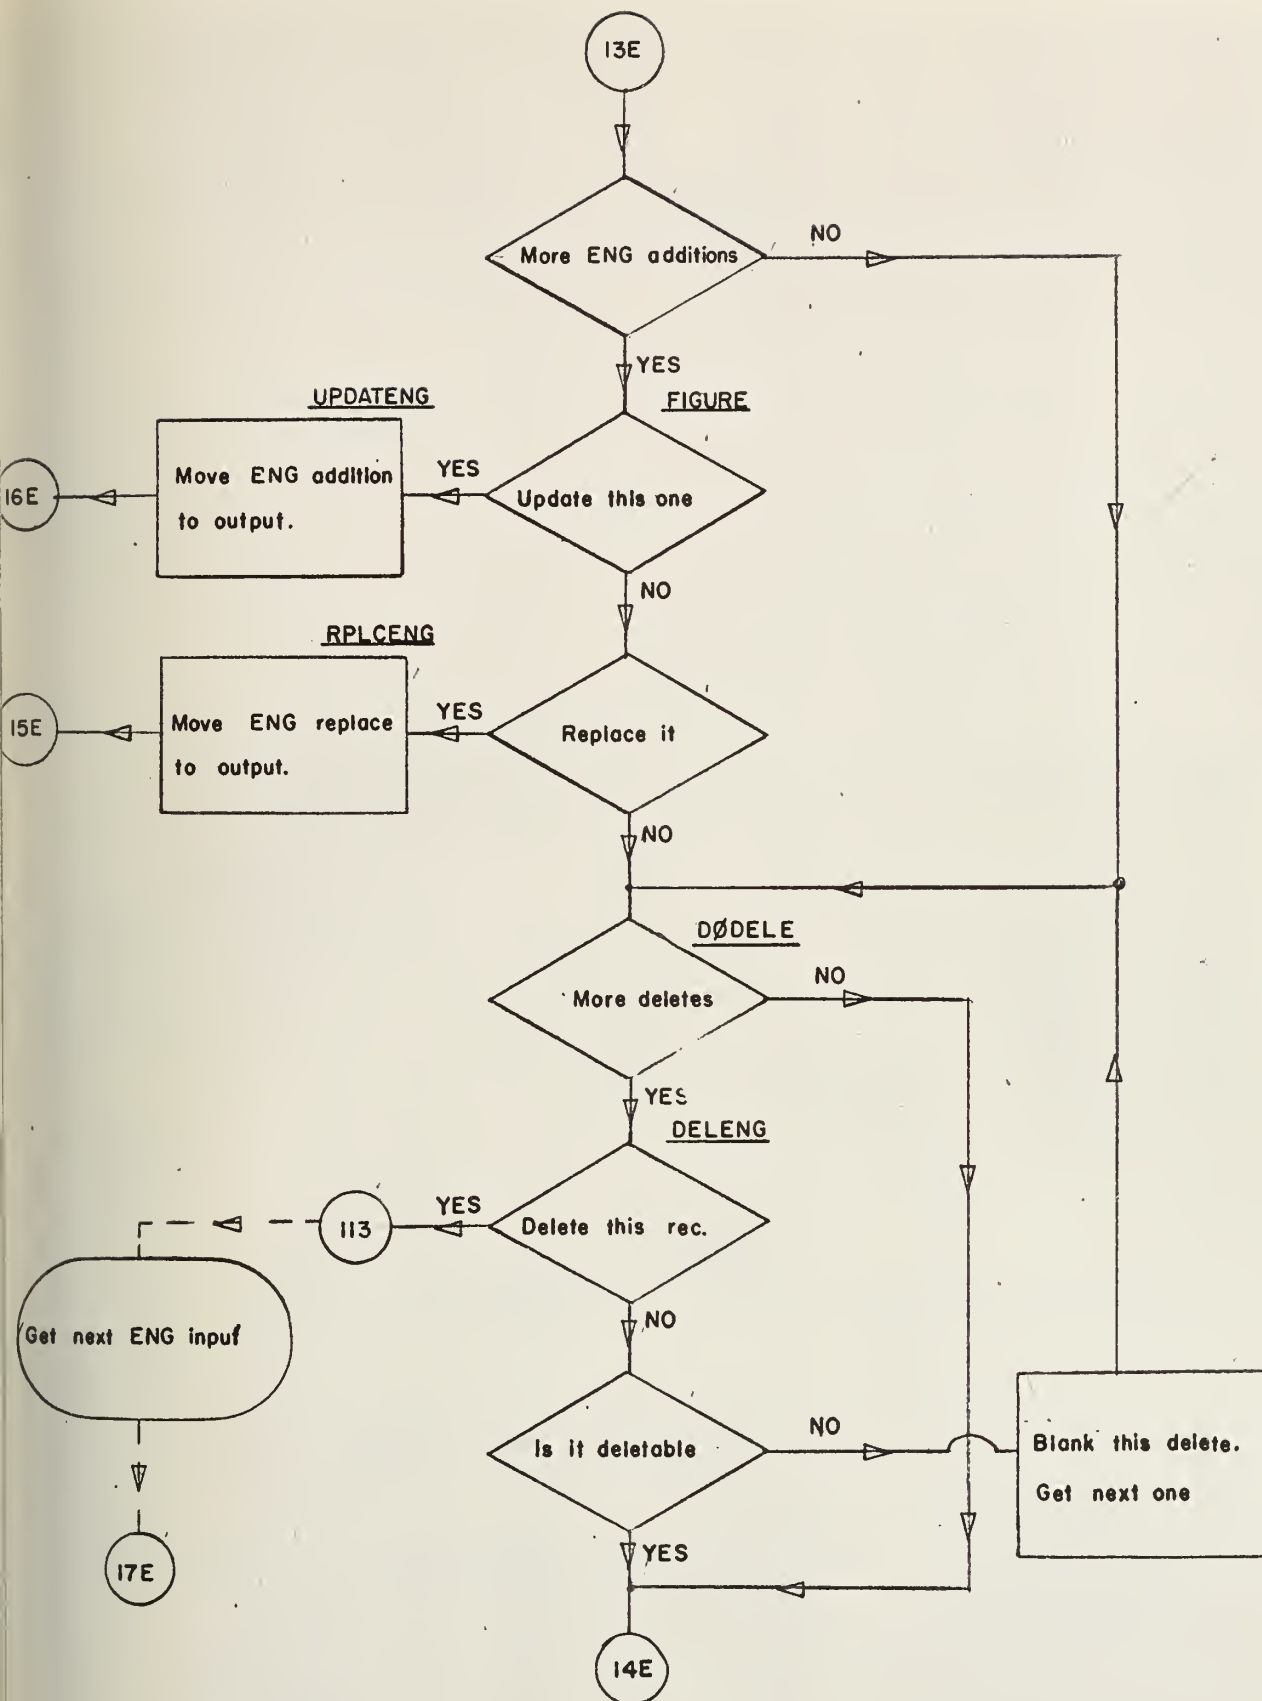 13E
More ENG additions
NO
YES
UPDATENG
FIGURE
16E
Move ENG addition
to output.
YES
Update this one
NO
RPLCENG
15E
Move ENG replace
to output.
YES
Replace it
NO
DØDELE
More deletes
NO
YES
DELENG
113
YES
Delete this rec.
Get next ENG input
NO
Is it deletable
NO
Blank this delete.
Get next one
17E
YES
14E